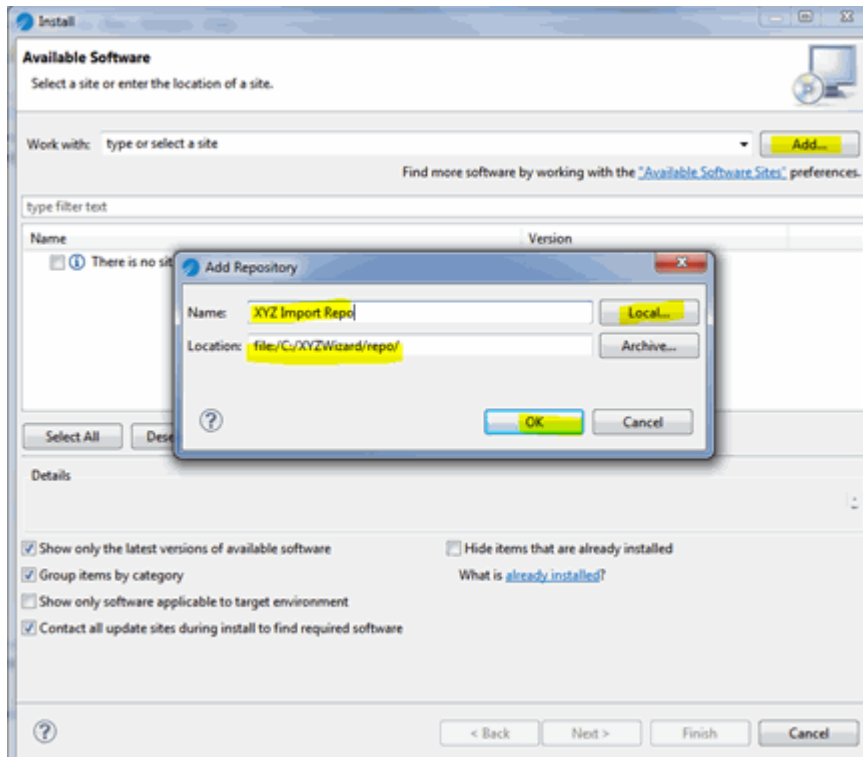 Install
Available Software
Select a site or enter the location of a site.
Work with: type or select a site Add...
Find more software by working with the "Available Software Sites" preferences.
type filter text
Name Version
There is no sit
Add Repository
Name: XYZ Import Repo Local...
Location: file:/C:/XYZWizard/repo/ Archive...
OK Cancel
Select All Dese
Details
Show only the latest versions of available software Hide items that are already installed
Group items by category What is already installed?
Show only software applicable to target environment
Contact all update sites during install to find required software
< Back Next > Finish Cancel